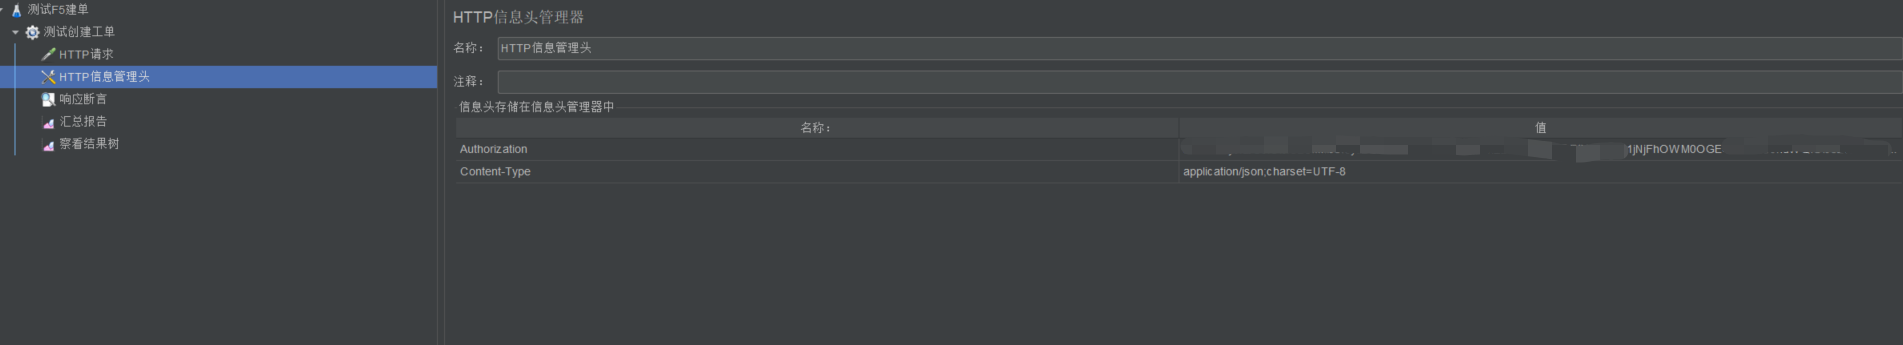 测试F5建单
测试创建工单
HTTP请求
HTTP信息管理头
响应断言
汇总报告
察看结果树
HTTP信息头管理器
名称： HTTP信息管理头
注释：
信息头存储在信息头管理器中
名称： 值
Authorization 1jNjFhOWM0OGE
Content-Type application/json;charset=UTF-8